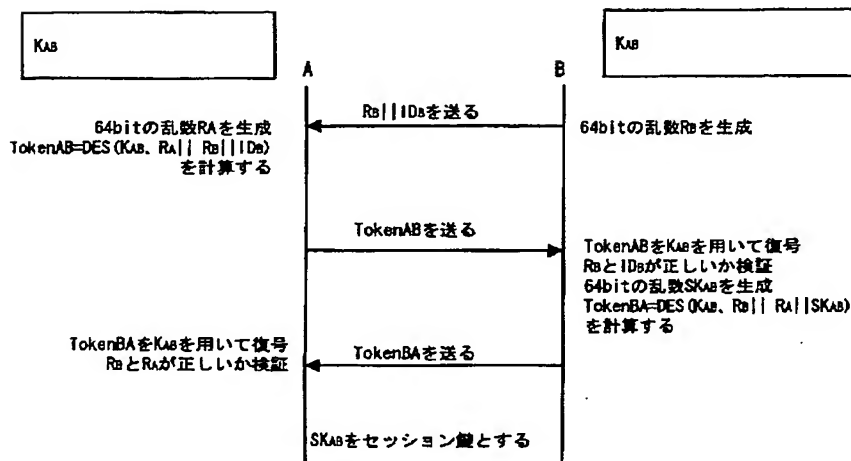 KAB
KAB
A
B
RB||IDBを送る
64bitの乱数RAを生成
TokenAB=DES(KAB、RA||RB||IDB)
を計算する
64bitの乱数RBを生成
TokenABを送る
TokenABをKABを用いて復号
RBとIDBが正しいか検証
64bitの乱数SKABを生成
TokenBA=DES(KAB、RB||RA||SKAB)
を計算する
TokenBAをKABを用いて復号
RBとRAが正しいか検証
TokenBAを送る
SKABをセッション鍵とする